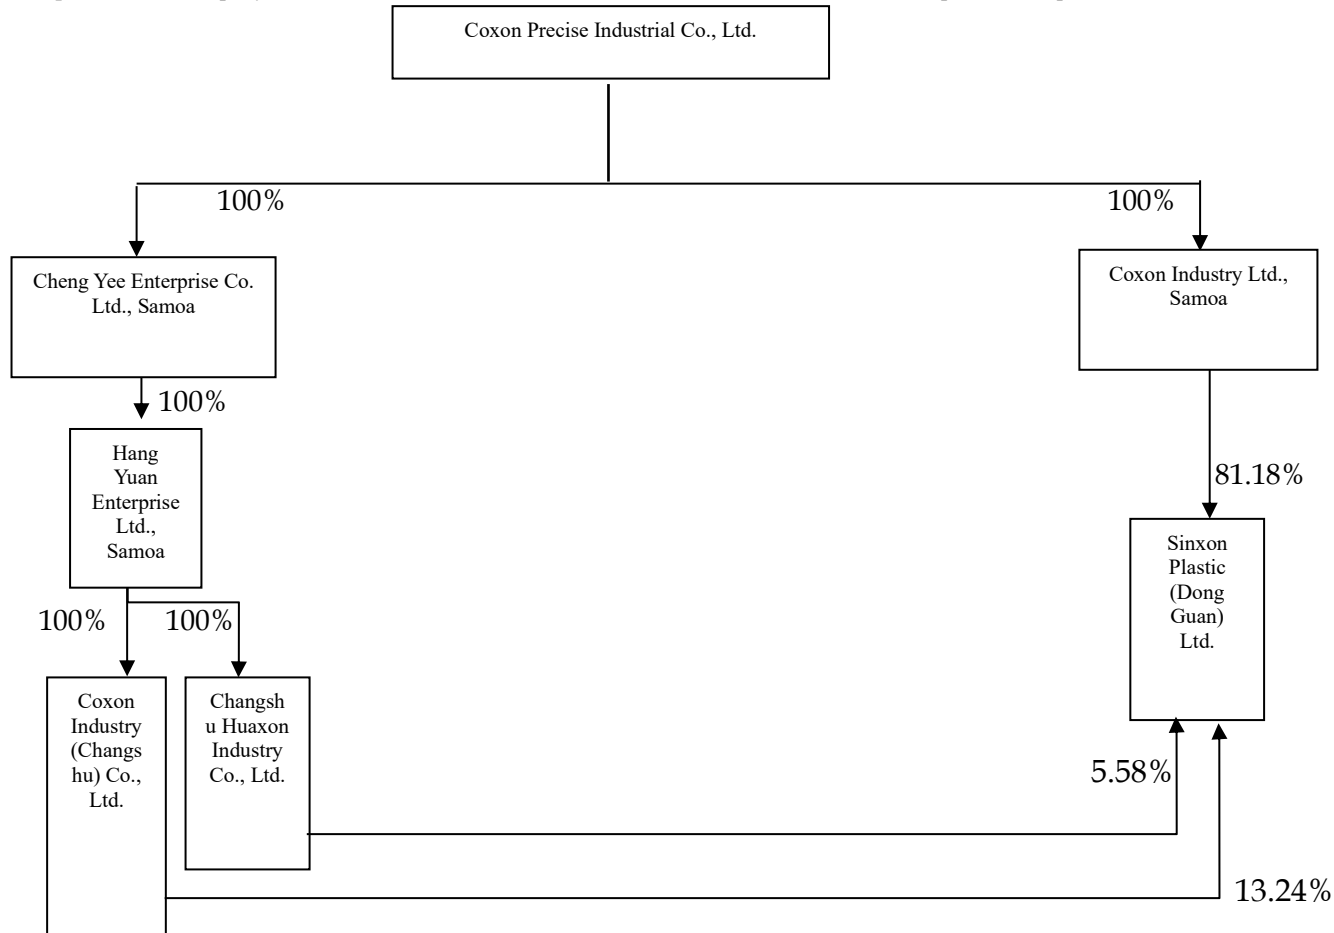 Coxon Precise Industrial Co., Ltd.
100%
100%
Cheng Yee Enterprise Co.
Ltd., Samoa
Coxon Industry Ltd.,
Samoa
100%
Hang
Yuan
Enterprise
Ltd.,
Samoa
81.18%
Sinxon
Plastic
(Dong
Guan)
Ltd.
100%
100%
Coxon
Industry
(Changs
hu) Co.,
Ltd.
Changsh
u Huaxon
Industry
Co., Ltd.
5.58%
13.24%